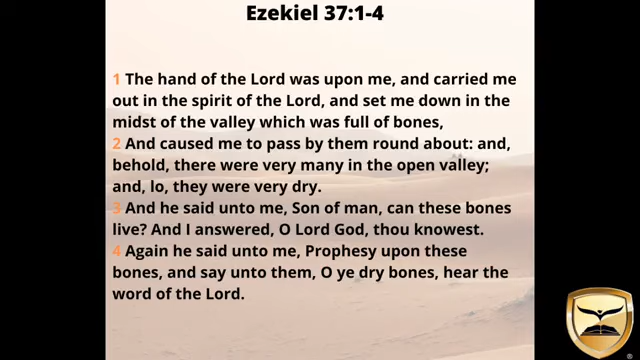 Ezekiel 37:1-4
1 The hand of the Lord was upon me, and carried me
out in the spirit of the Lord, and set me down in the
midst of the valley which was full of bones,
2 And caused me to pass by them round about: and,
behold, there were very many in the open valley;
and, lo, they were very dry.
3 And he said unto me, Son of man, can these bones
live? And I answered, O Lord God, thou knowest.
4 Again he said unto me, Prophesy upon these
bones, and say unto them, O ye dry bones, hear the
word of the Lord.
®